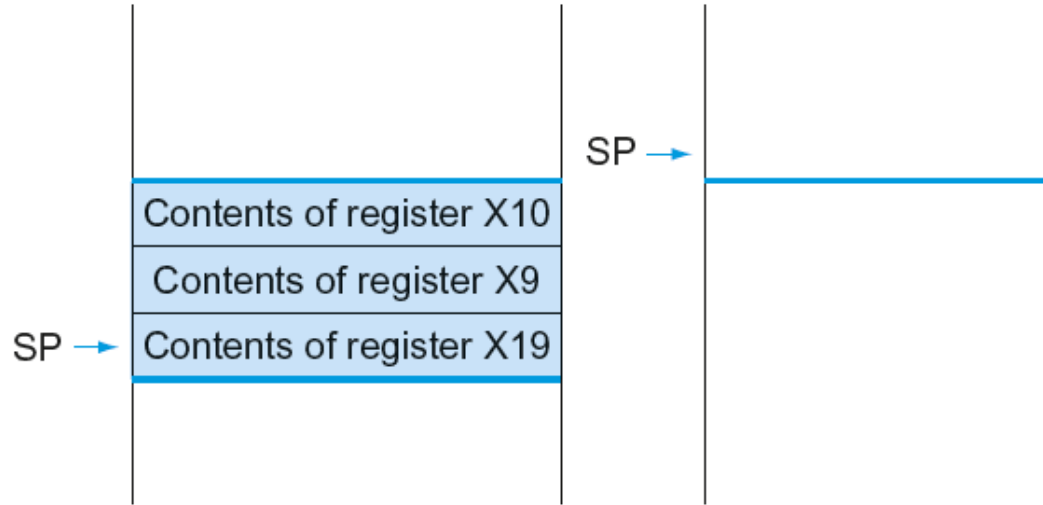 SP
Contents of register X10
Contents of register X9
SP
Contents of register X19